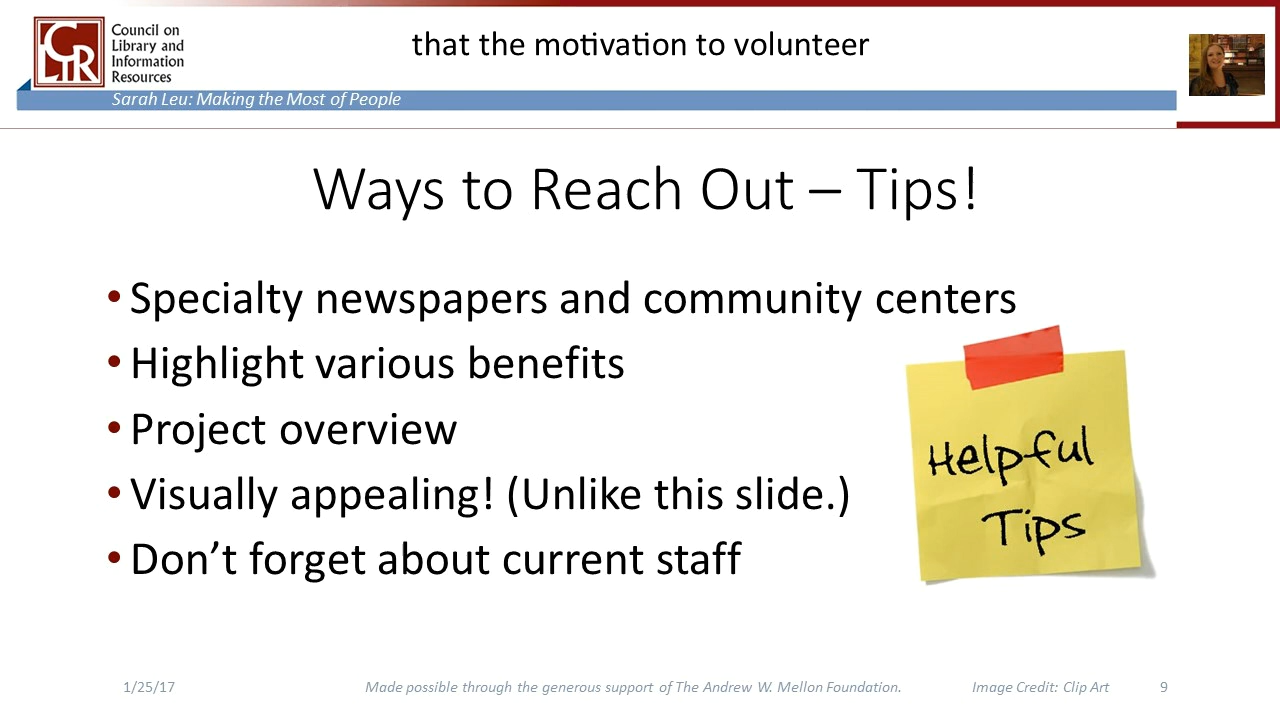 CLIR
Council on
Library and
Information
Resources
that the motivation to volunteer
Sarah Leu: Making the Most of People
Ways to Reach Out – Tips!
• Specialty newspapers and community centers
• Highlight various benefits
• Project overview
• Visually appealing! (Unlike this slide.)
• Don’t forget about current staff
Helpful
Tips
1/25/17
Made possible through the generous support of The Andrew W. Mellon Foundation.
Image Credit: Clip Art
9